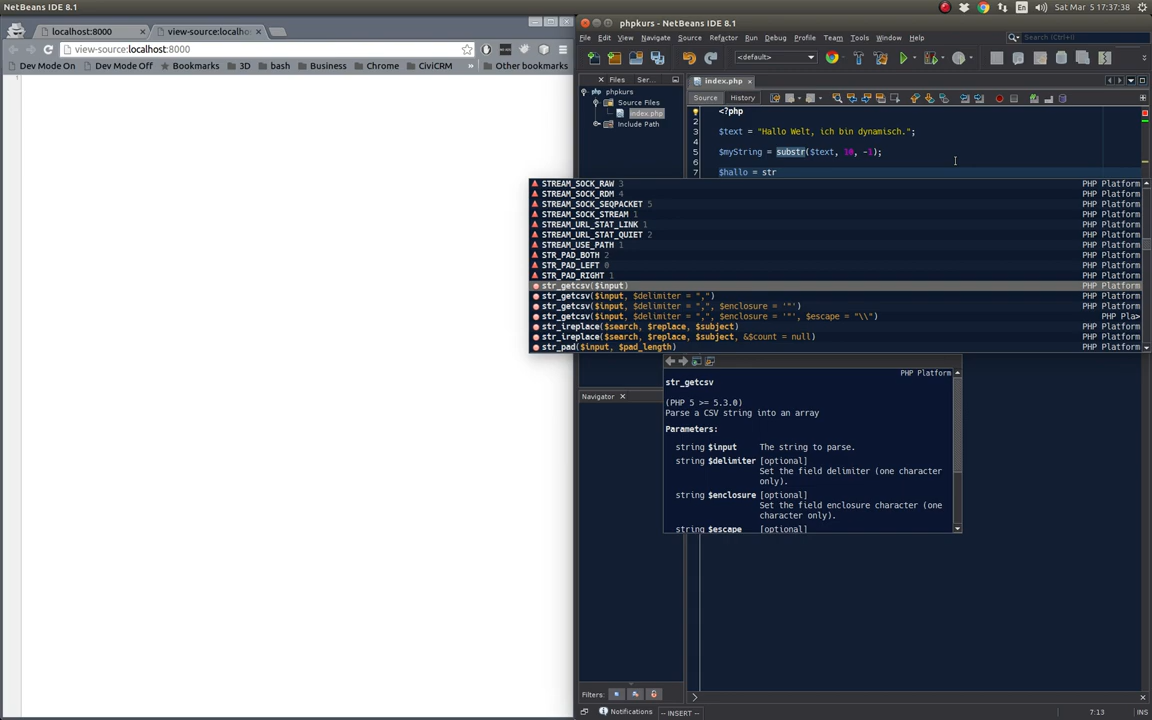 NetBeans IDE 8.1
En
Sat Mar 5 17:37:38
localhost:8000
view-source:localho
view-source:localhost:8000
Dev Mode On
Dev Mode Off
Bookmarks
3D
bash
Business
Chrome
CiviCRM
»
Other bookmarks
1
phpkurs - NetBeans IDE 8.1
File Edit View Navigate Source Refactor Run Debug Profile Team Tools Window Help
Search (Ctrl+I)
<default>
Files
Ser...
phpkurs
Source Files
index.php
Include Path
index.php
Source
History
<?php
2
3 $text = "Hallo Welt, ich bin dynamisch.";
4
5 $myString = substr($text, 10, -1);
6
7 $hallo = str
STREAM_SOCK_RAW 3 PHP Platform
STREAM_SOCK_RDM 4 PHP Platform
STREAM_SOCK_SEQPACKET 5 PHP Platform
STREAM_SOCK_STREAM 1 PHP Platform
STREAM_URL_STAT_LINK 1 PHP Platform
STREAM_URL_STAT_QUIET 2 PHP Platform
STREAM_USE_PATH 1 PHP Platform
STR_PAD_BOTH 2 PHP Platform
STR_PAD_LEFT 0 PHP Platform
STR_PAD_RIGHT 1 PHP Platform
str_getcsv($input) PHP Platform
str_getcsv($input, $delimiter = ",") PHP Platform
str_getcsv($input, $delimiter = ",", $enclosure = '"') PHP Platform
str_getcsv($input, $delimiter = ",", $enclosure = '"', $escape = "\\") PHP Pla>
str_ireplace($search, $replace, $subject) PHP Platform
str_ireplace($search, $replace, $subject, &$count = null) PHP Platform
str_pad($input, $pad_length) PHP Platform
PHP Platform
str_getcsv
(PHP 5 >= 5.3.0)
Parse a CSV string into an array
Parameters:
string $input The string to parse.
string $delimiter [optional]
Set the field delimiter (one character
only).
string $enclosure [optional]
Set the field enclosure character (one
character only).
string $escape [optional]
Navigator
Filters:
Notifications
-- INSERT --
7:13
INS